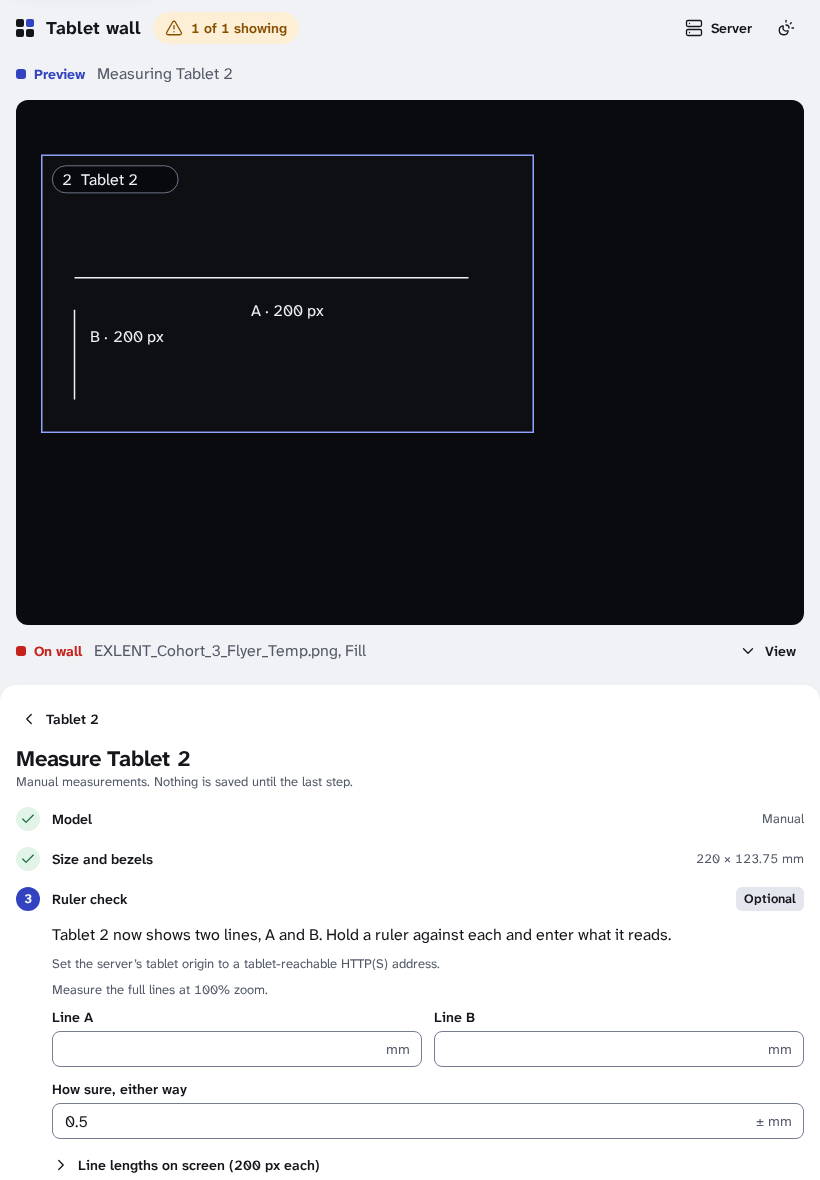 Tablet wall
1 of 1 showing
Server
Preview Measuring Tablet 2
2 Tablet 2
A · 200 px
B · 200 px
On wall EXLENT_Cohort_3_Flyer_Temp.png, Fill
View
Tablet 2
Measure Tablet 2
Manual measurements. Nothing is saved until the last step.
Model Manual
Size and bezels 220 × 123.75 mm
3 Ruler check Optional
Tablet 2 now shows two lines, A and B. Hold a ruler against each and enter what it reads.
Set the server's tablet origin to a tablet-reachable HTTP(S) address.
Measure the full lines at 100% zoom.
Line A Line B
mm mm
How sure, either way
0.5 ± mm
Line lengths on screen (200 px each)